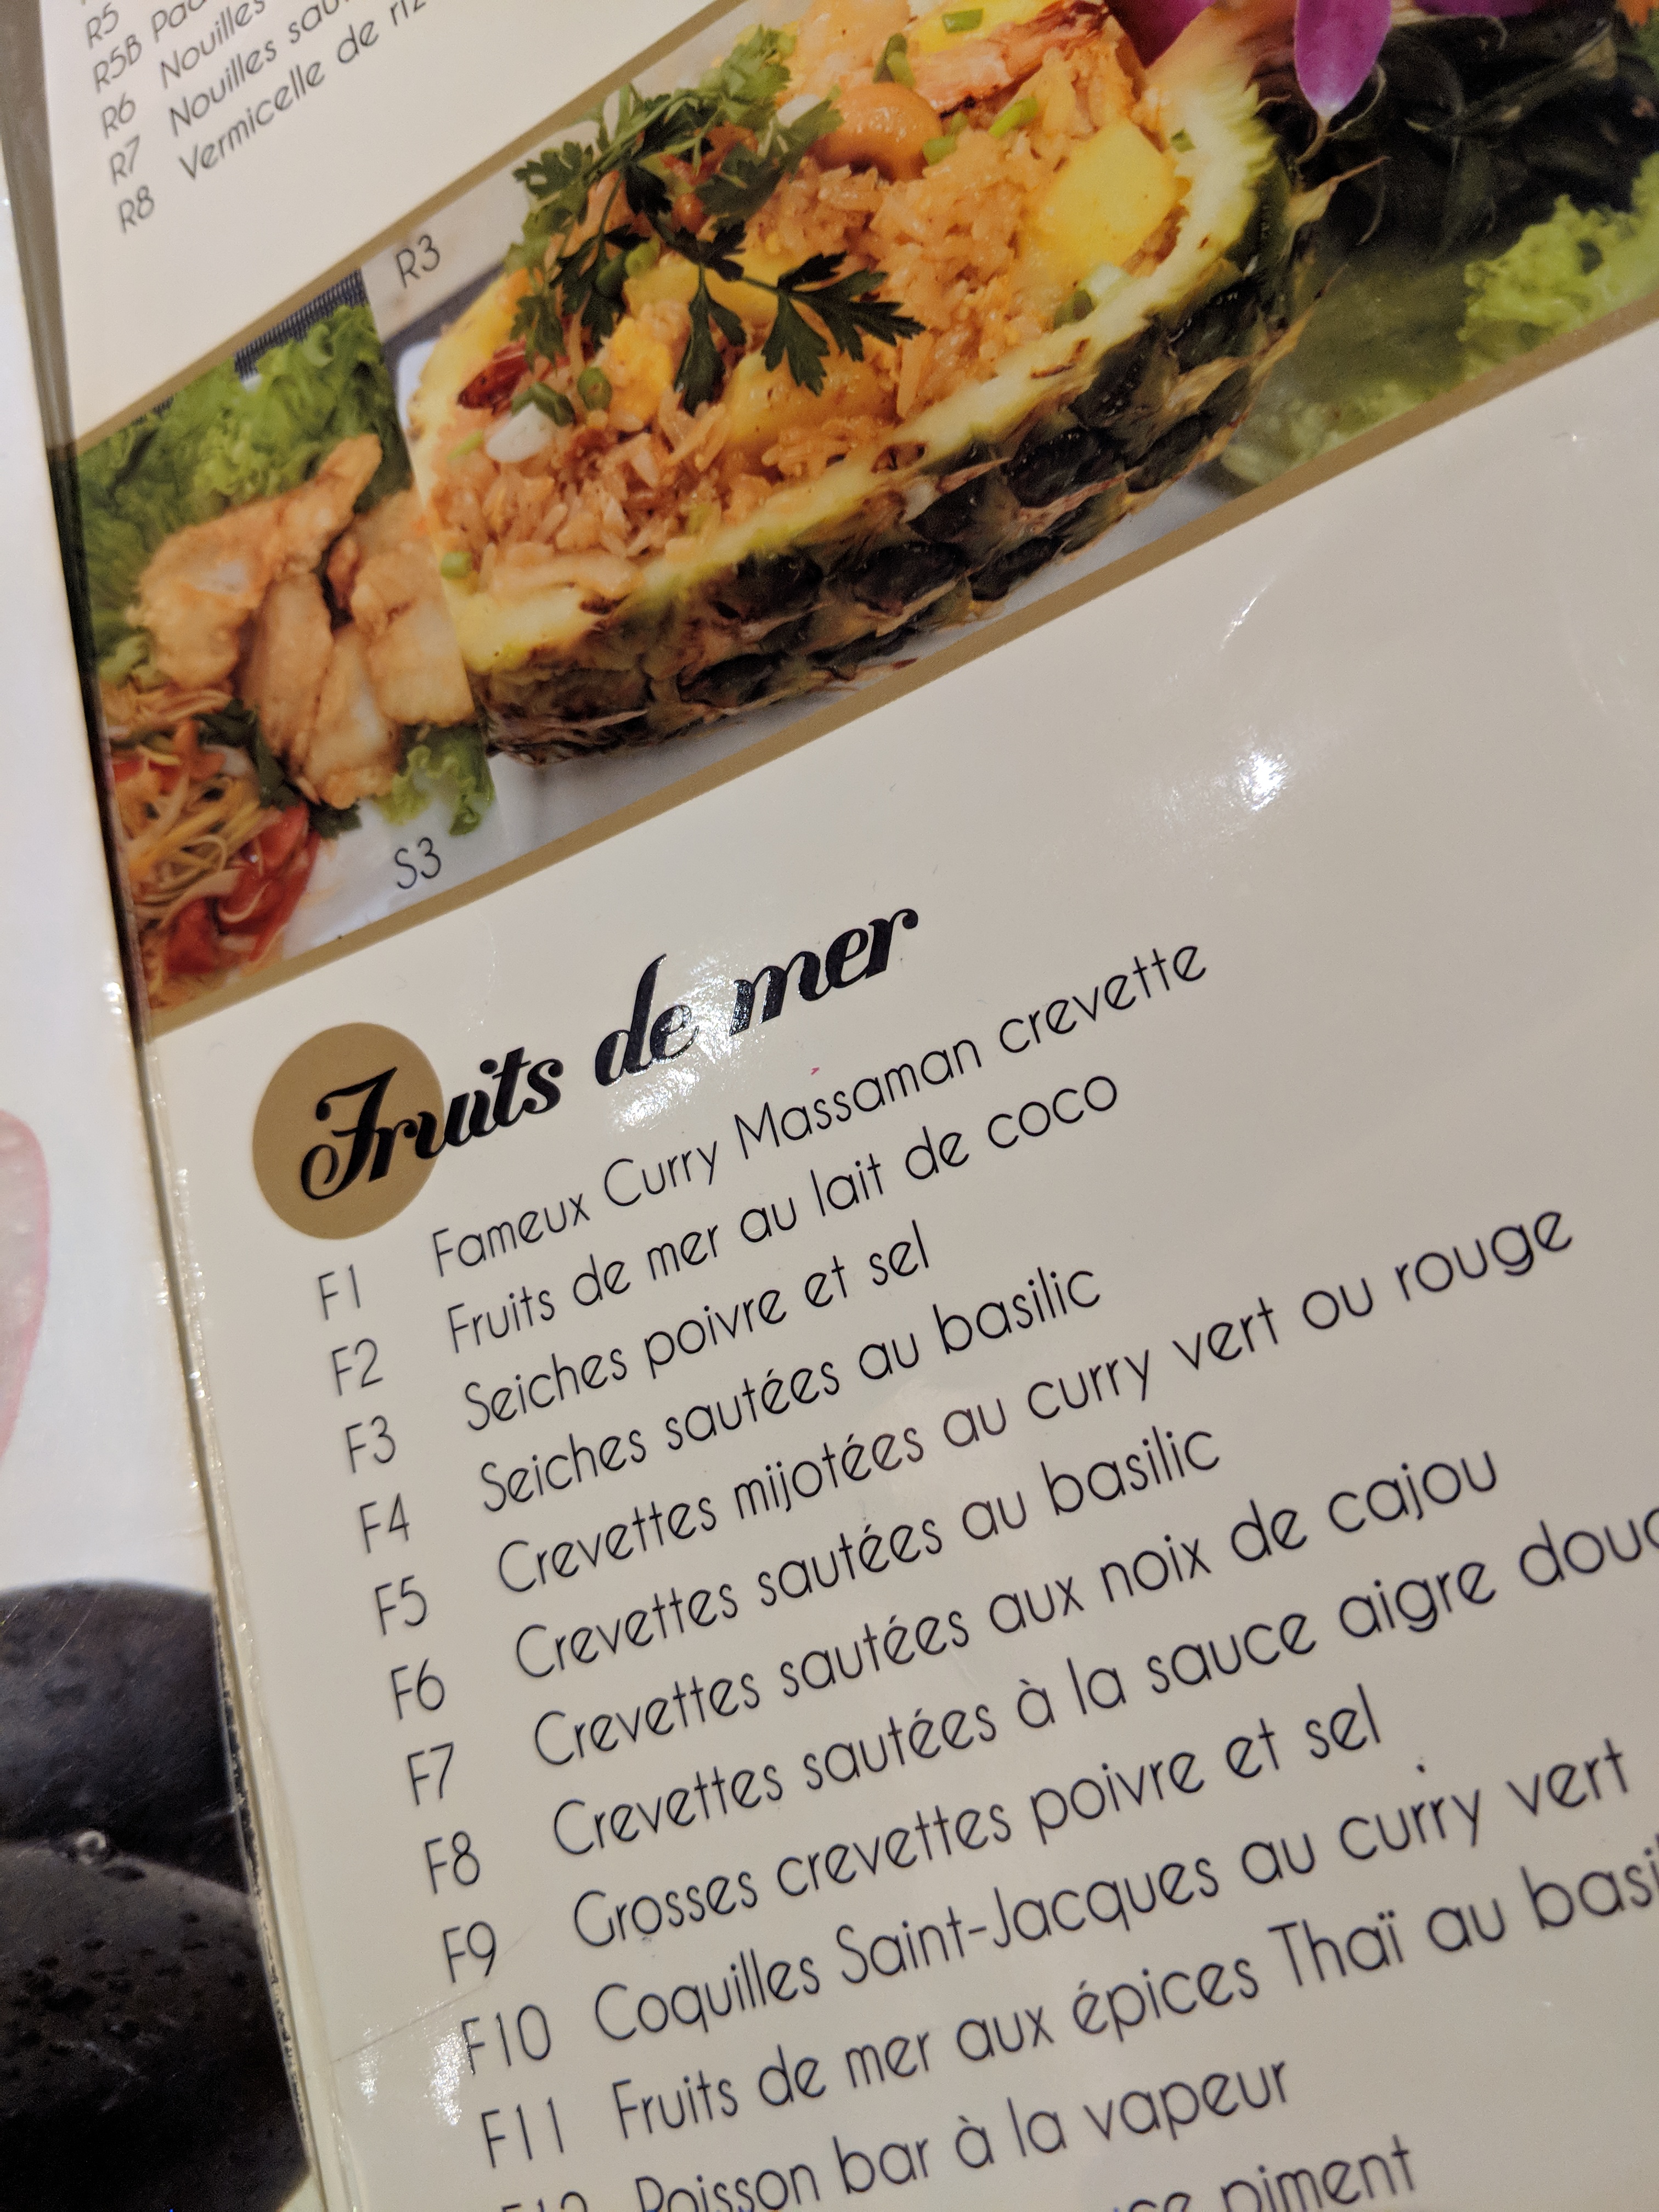 R5
R5B
R6 Nouilles
R7 Nouilles
R8 Vermicelle de
R3
S3
Fruits de mer
F1 Fameux Curry Massaman crevette
F2 Fruits de mer au lait de coco
F3 Seiches poivre et sel
F4 Seiches sautées au basilic
F5 Crevettes mijotées au curry vert ou rouge
F6 Crevettes sautées au basilic
F7 Crevettes sautées aux noix de cajou
F8 Crevettes sautées à la sauce aigre
F9 Grosses crevettes poivre et sel
F10 Coquilles Saint-Jacques au curry vert
F11 Fruits de mer aux épices Thaï au
Poisson bar à la vapeur
piment